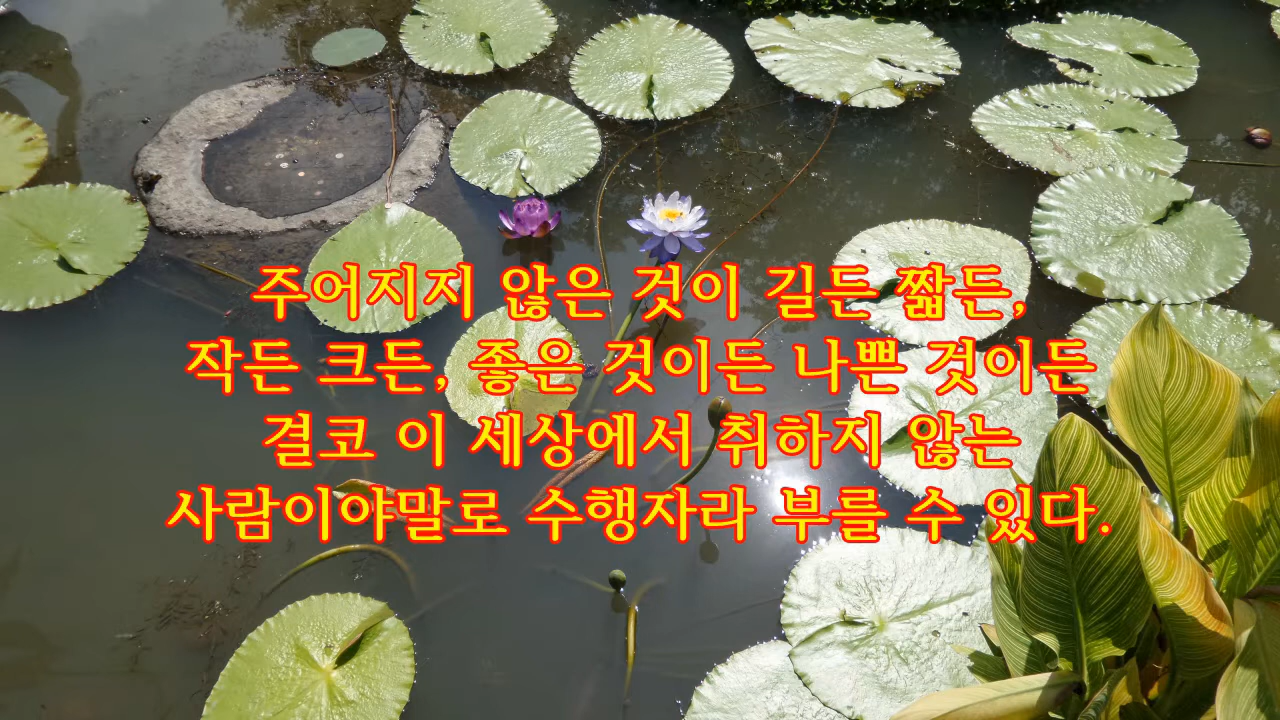 주어지지 않은 것이 길든 짧든,
작든 크든, 좋은 것이든 나쁜 것이든
결코 이 세상에서 취하지 않는
사람이야말로 수행자라 부를 수 있다.